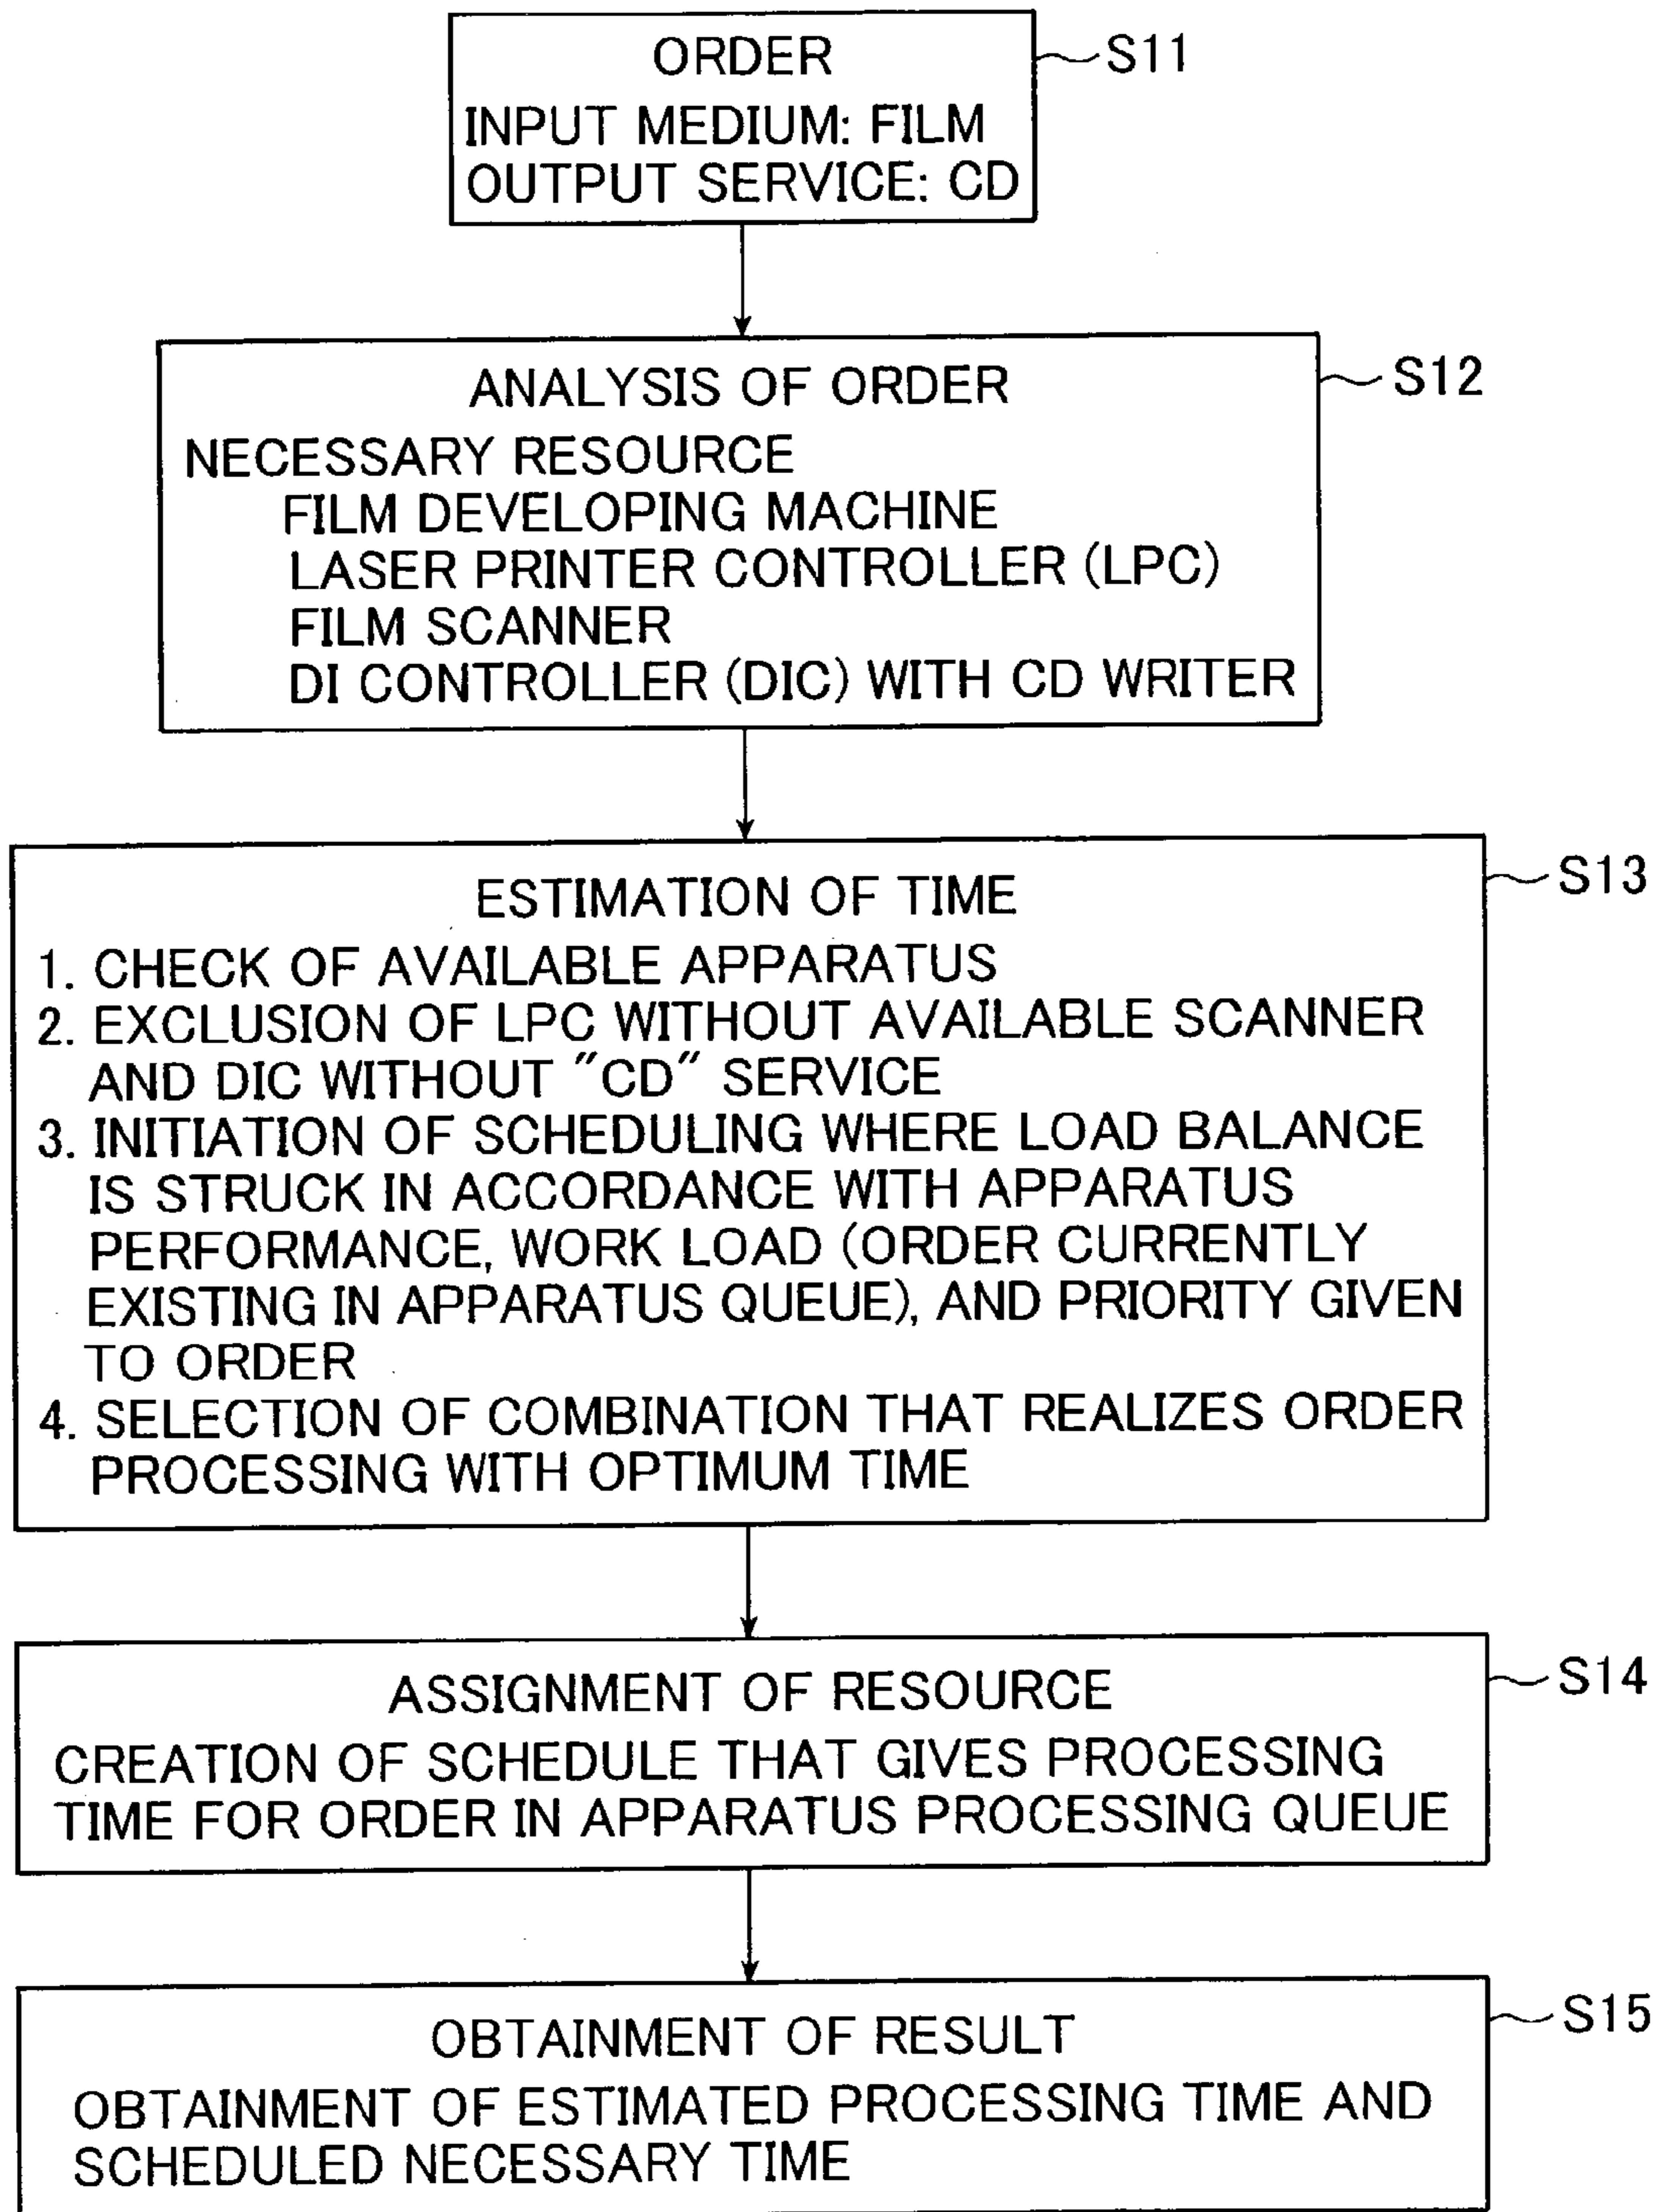 ORDER
INPUT MEDIUM: FILM
OUTPUT SERVICE: CD
S11
ANALYSIS OF ORDER
NECESSARY RESOURCE
FILM DEVELOPING MACHINE
LASER PRINTER CONTROLLER (LPC)
FILM SCANNER
DI CONTROLLER (DIC) WITH CD WRITER
S12
ESTIMATION OF TIME
1. CHECK OF AVAILABLE APPARATUS
2. EXCLUSION OF LPC WITHOUT AVAILABLE SCANNER
AND DIC WITHOUT "CD" SERVICE
3. INITIATION OF SCHEDULING WHERE LOAD BALANCE
IS STRUCK IN ACCORDANCE WITH APPARATUS
PERFORMANCE, WORK LOAD (ORDER CURRENTLY
EXISTING IN APPARATUS QUEUE), AND PRIORITY GIVEN
TO ORDER
4. SELECTION OF COMBINATION THAT REALIZES ORDER
PROCESSING WITH OPTIMUM TIME
S13
ASSIGNMENT OF RESOURCE
CREATION OF SCHEDULE THAT GIVES PROCESSING
TIME FOR ORDER IN APPARATUS PROCESSING QUEUE
S14
OBTAINMENT OF RESULT
OBTAINMENT OF ESTIMATED PROCESSING TIME AND
SCHEDULED NECESSARY TIME
S15